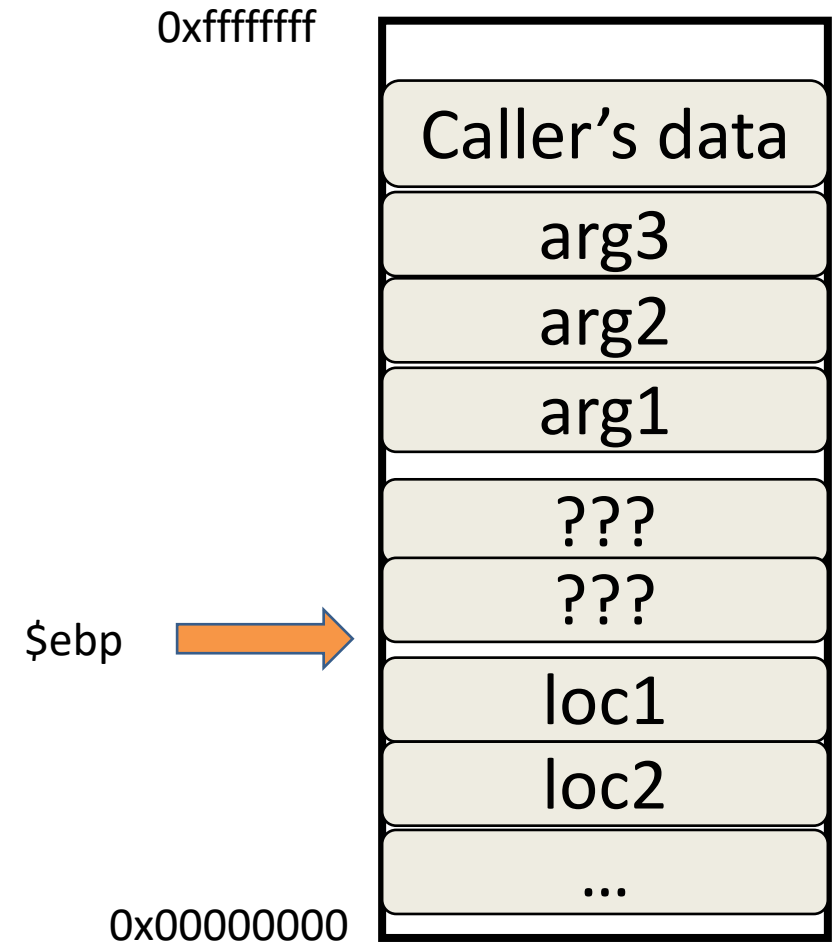 0xffffffff
Caller’s data
arg3
arg2
arg1
???
???
$ebp
loc1
loc2
...
0x00000000